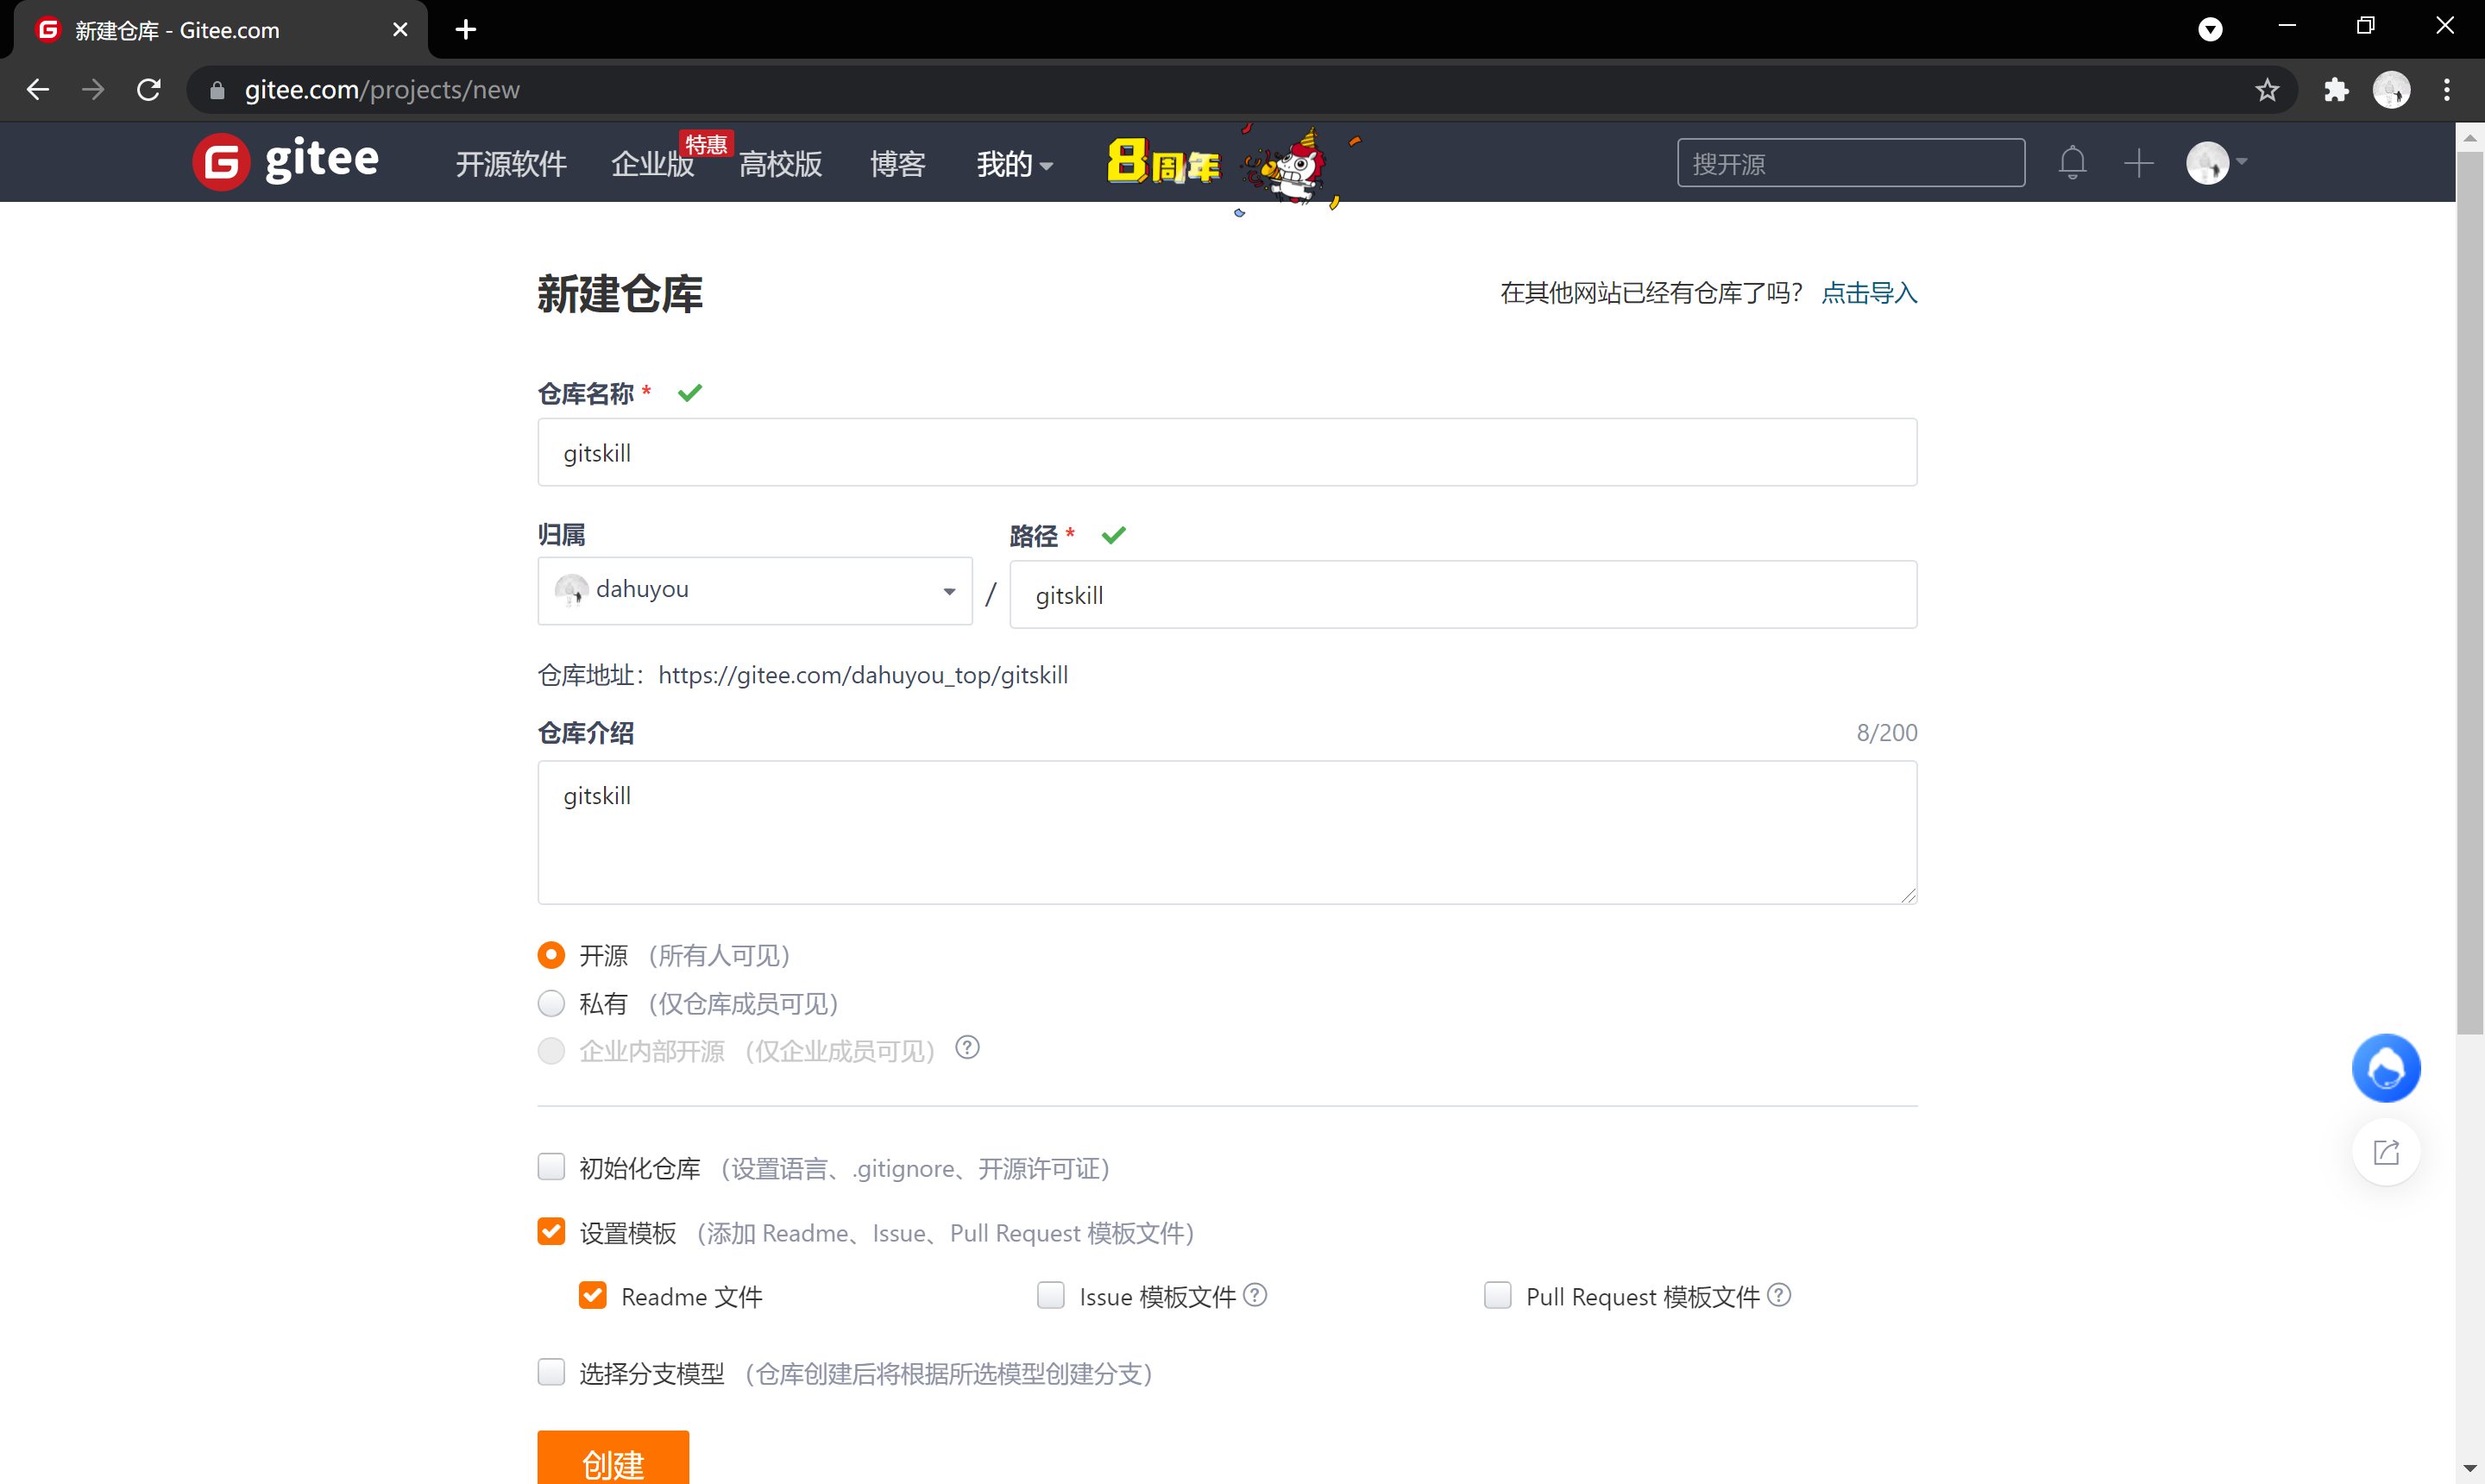 新建仓库 - Gitee.com
gitee.com/projects/new
gitee 开源软件 企业版 特惠 高校版 博客 我的 8周年 搜开源
新建仓库 在其他网站已经有仓库了吗? 点击导入
仓库名称 *
gitskill
归属 路径 *
dahuyou / gitskill
仓库地址：https://gitee.com/dahuyou_top/gitskill
仓库介绍 8/200
gitskill
开源 （所有人可见）
私有 （仅仓库成员可见）
企业内部开源 （仅企业成员可见） ?
初始化仓库 （设置语言、.gitignore、开源许可证）
设置模板 （添加 Readme、Issue、Pull Request 模板文件）
Readme 文件 Issue 模板文件 ? Pull Request 模板文件 ?
选择分支模型 （仓库创建后将根据所选模型创建分支）
创建